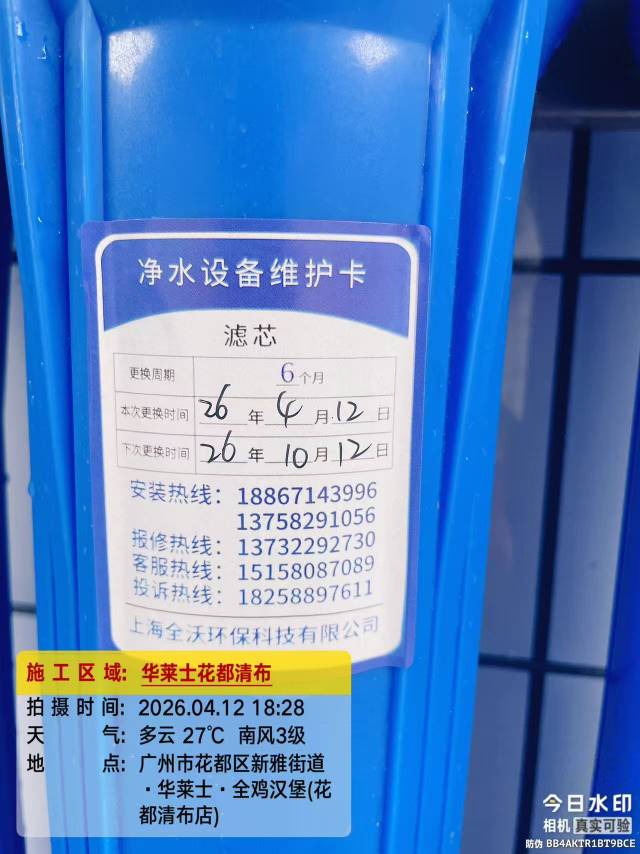 净水设备维护卡
滤芯
更换周期 6个月
本次更换时间 26年4月12日
下次更换时间 26年10月12日
安装热线：18867143996
13758291056
报修热线：13732292730
客服热线：15158087089
投诉热线：18258897611
上海全沃环保科技有限公司
施工区域：华莱士花都清布
拍摄时间：2026.04.12 18:28
天气：多云 27℃ 南风3级
地点：广州市花都区新雅街道
·华莱士·全鸡汉堡(花
都清布店)
今日水印
相机 真实可验
防伪 BB4AKTR1BT9BCE